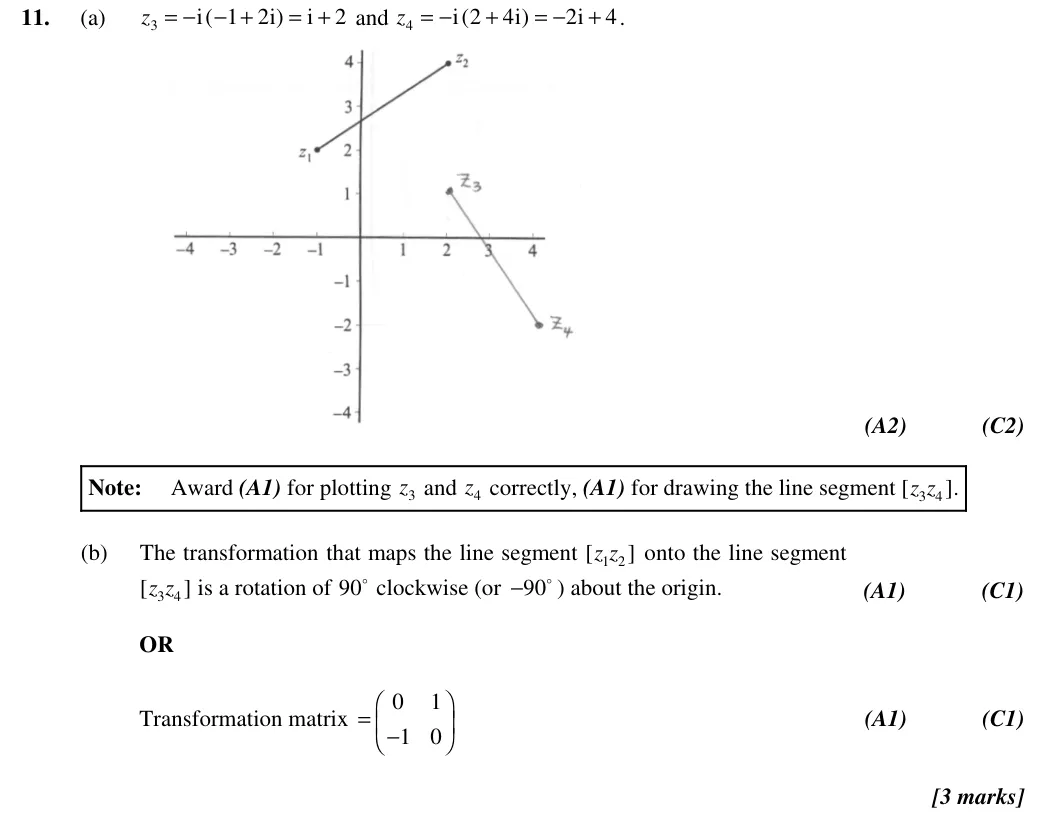 11. (a) z₃ = −i(−1+2i) = i+2 and z₄ = −i(2+4i) = −2i+4.
4 z₂
3
z₁ 2
z₃
1
−4 −3 −2 −1 1 2 3 4
−1
−2 z₄
−3
−4
(A2) (C2)
Note: Award (A1) for plotting z₃ and z₄ correctly, (A1) for drawing the line segment [z₃z₄].
(b) The transformation that maps the line segment [z₁z₂] onto the line segment
[z₃z₄] is a rotation of 90° clockwise (or −90°) about the origin. (A1) (C1)
OR
Transformation matrix = (0 1
−1 0) (A1) (C1)
[3 marks]